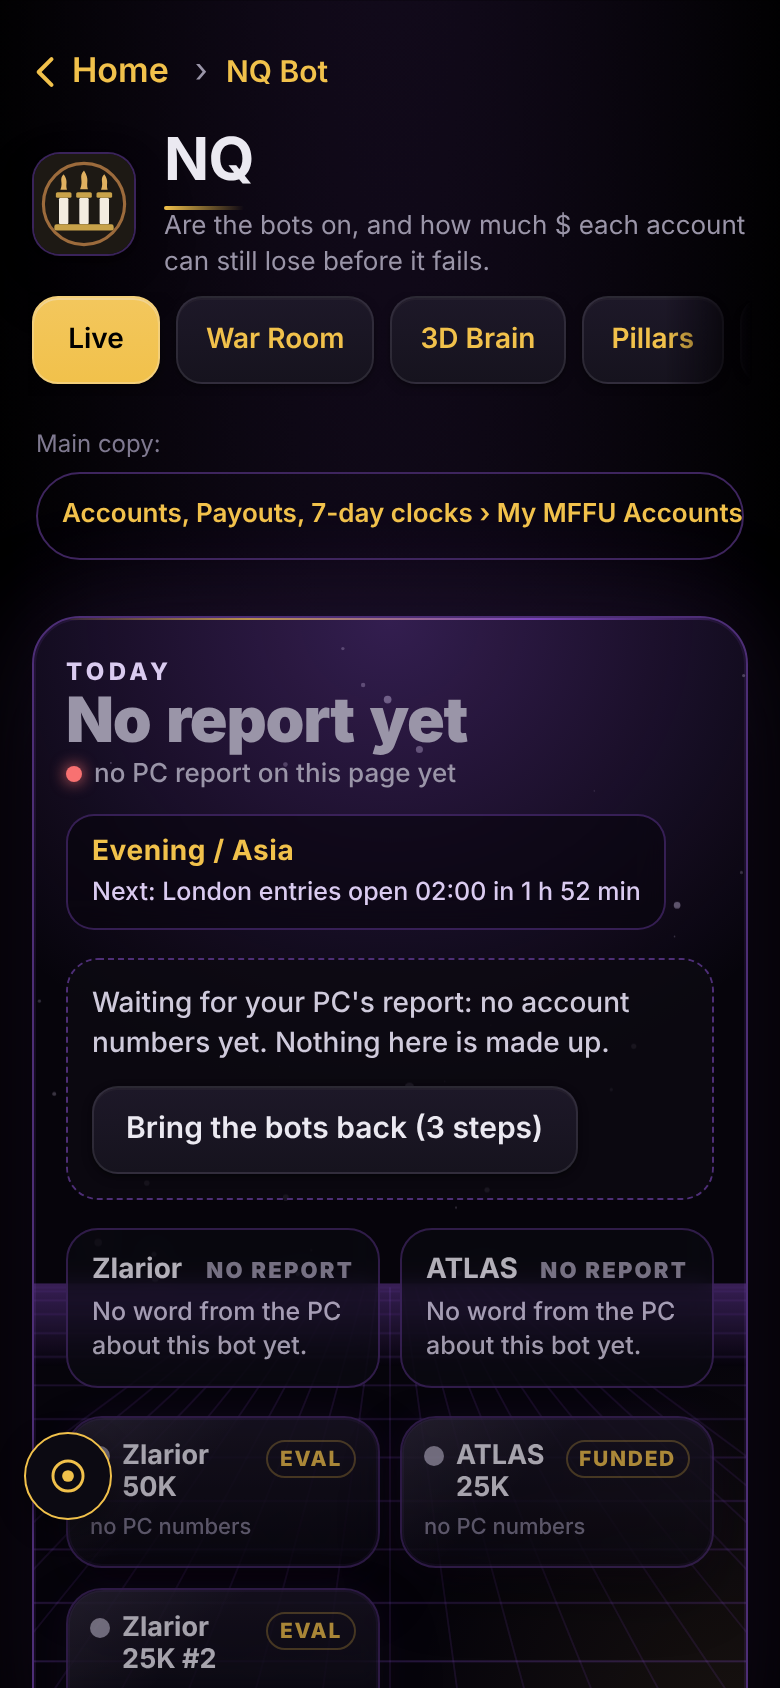 Home › NQ Bot
NQ
Are the bots on, and how much $ each account
can still lose before it fails.
Live
War Room
3D Brain
Pillars
Main copy:
Accounts, Payouts, 7-day clocks › My MFFU Accounts
TODAY
No report yet
no PC report on this page yet
Evening / Asia
Next: London entries open 02:00 in 1 h 52 min
Waiting for your PC's report: no account
numbers yet. Nothing here is made up.
Bring the bots back (3 steps)
Zlarior NO REPORT
No word from the PC
about this bot yet.
ATLAS NO REPORT
No word from the PC
about this bot yet.
Zlarior
50K
EVAL
no PC numbers
ATLAS
25K
FUNDED
no PC numbers
Zlarior
25K #2
EVAL